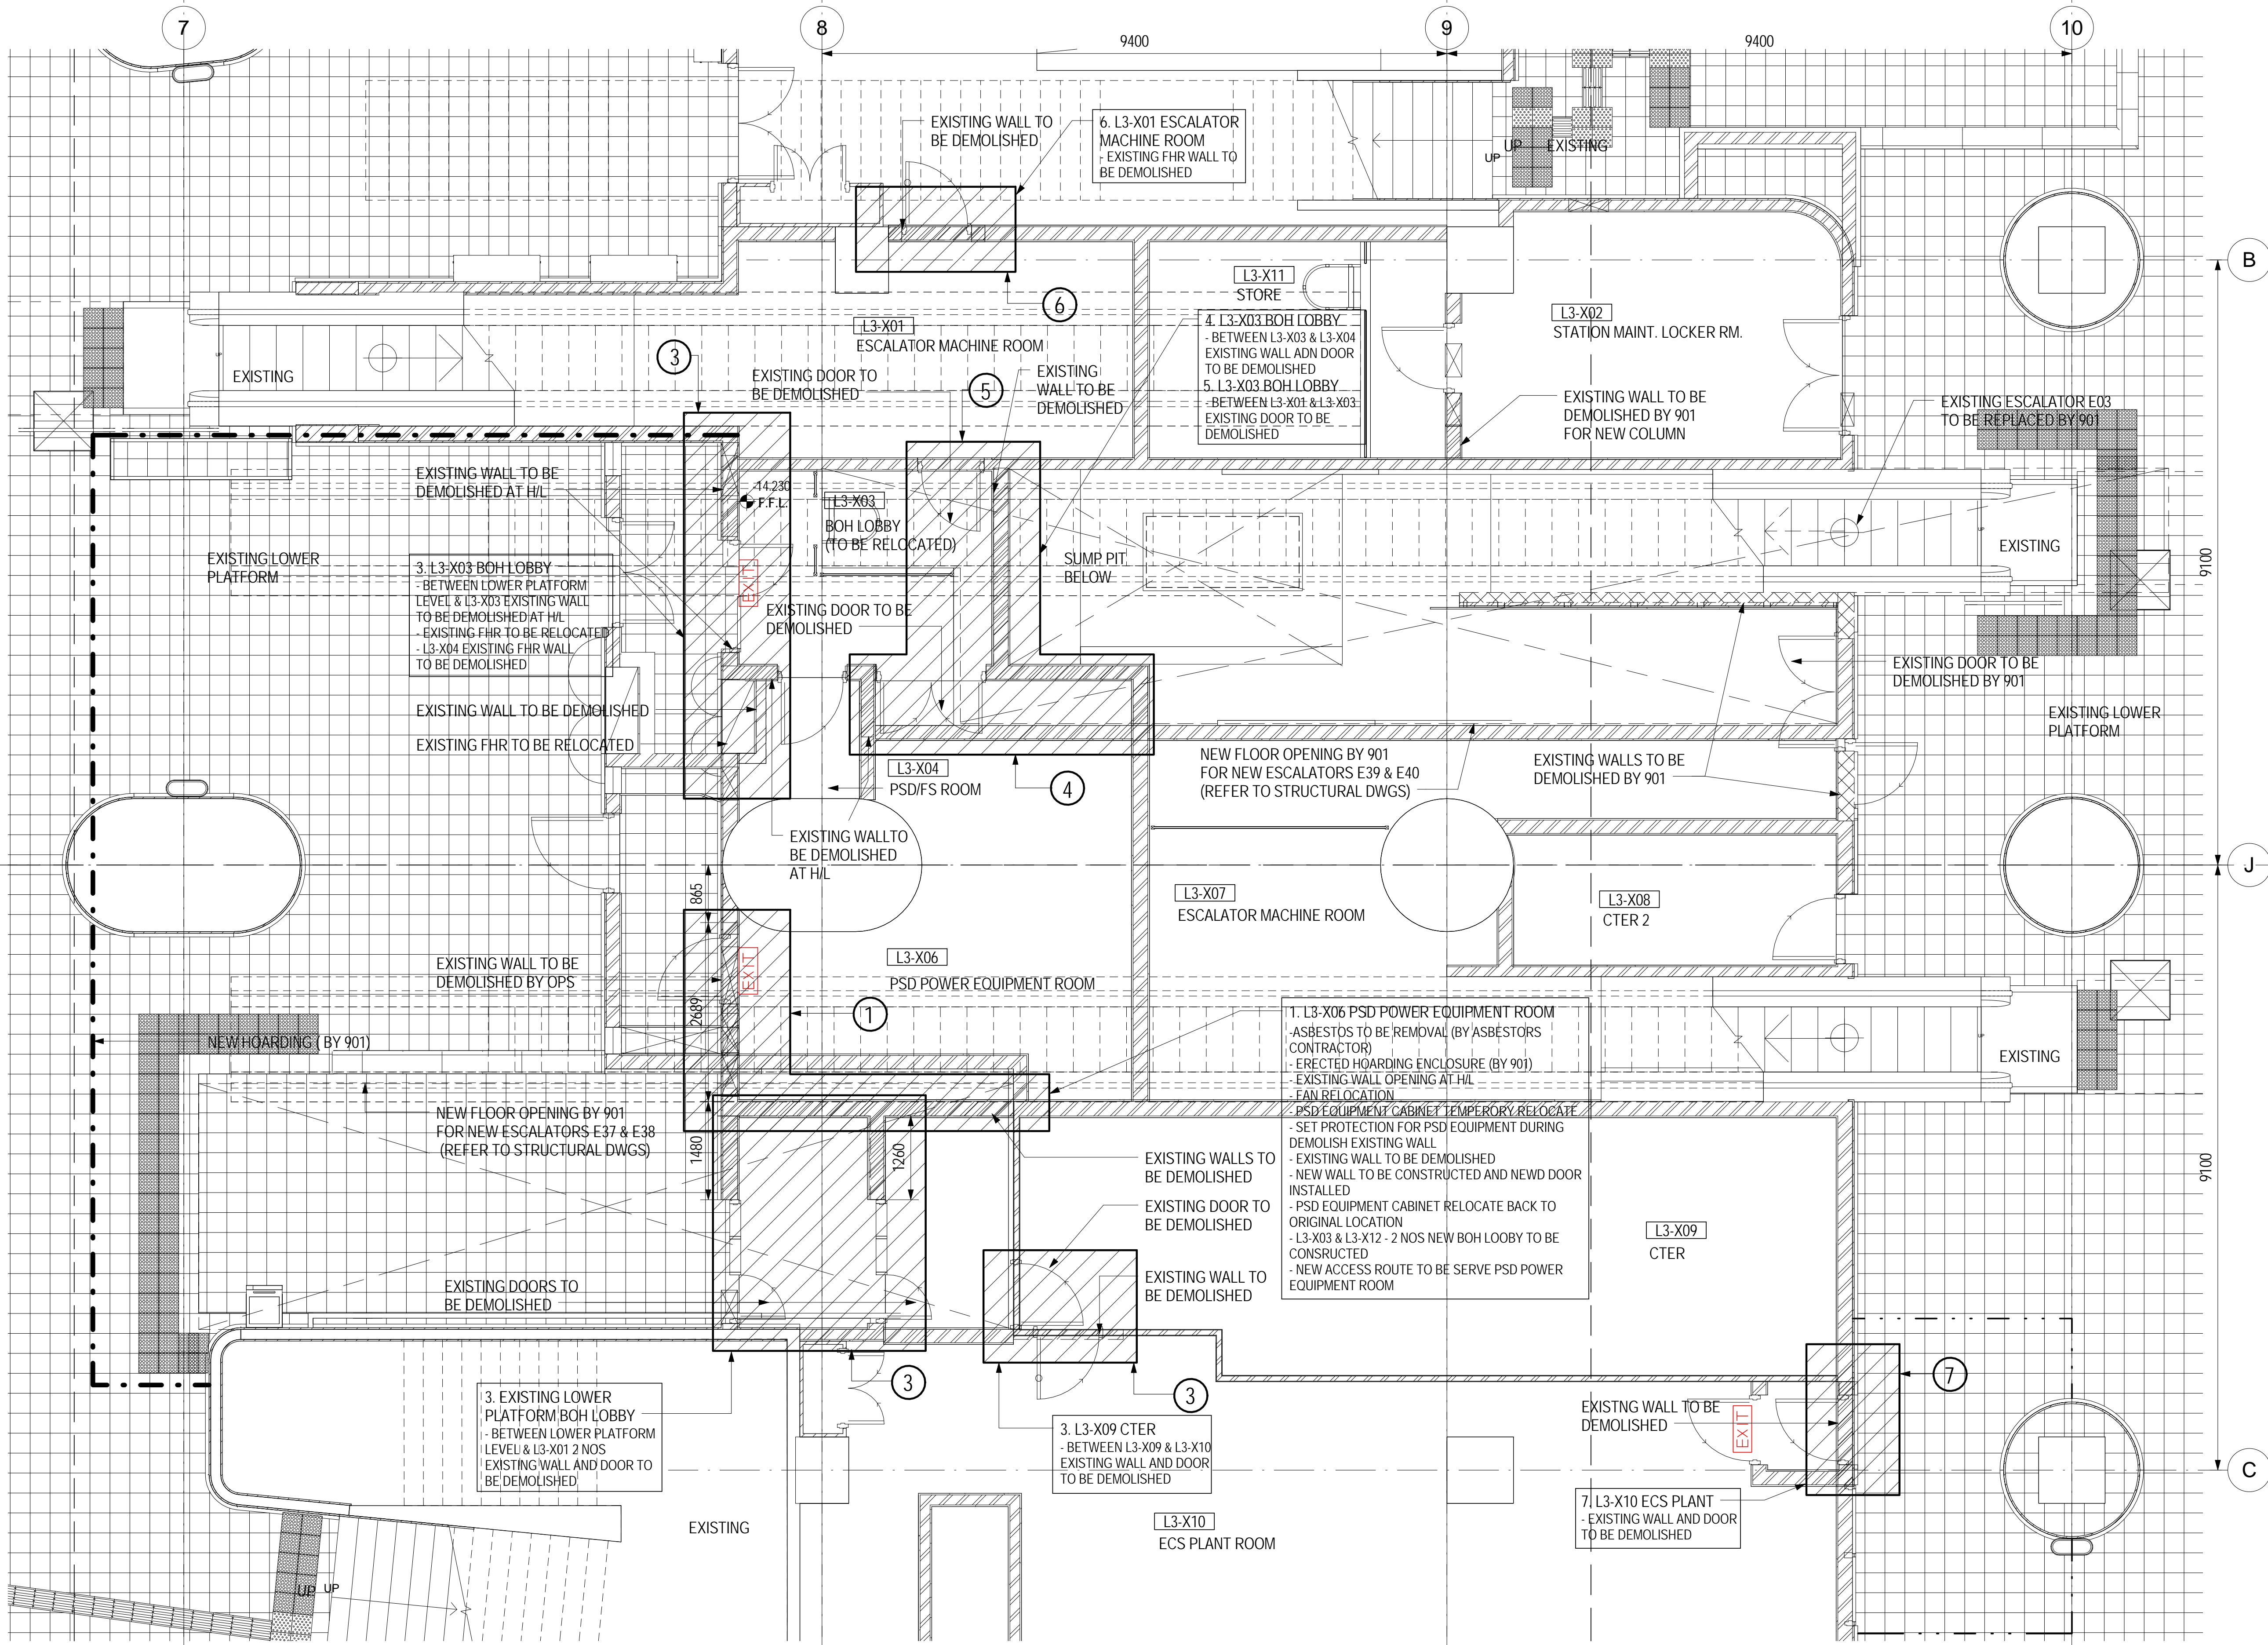 7
8
9
10
9400
9400
EXISTING WALL TO
BE DEMOLISHED
6. L3-X01 ESCALATOR
MACHINE ROOM
- EXISTING FHR WALL TO
BE DEMOLISHED
UP
UP
EXISTING
B
6
L3-X11
STORE
L3-X01
ESCALATOR MACHINE ROOM
L3-X02
STATION MAINT. LOCKER RM.
4. L3-X03 BOH LOBBY
- BETWEEN L3-X03 & L3-X04
EXISTING WALL ADN DOOR
TO BE DEMOLISHED
5. L3-X03 BOH LOBBY
- BETWEEN L3-X01 & L3-X03
EXISTING DOOR TO BE
DEMOLISHED
UP
EXISTING
3
EXISTING DOOR TO
BE DEMOLISHED
5
EXISTING
WALL TO BE
DEMOLISHED
EXISTING WALL TO BE
DEMOLISHED BY 901
FOR NEW COLUMN
EXISTING ESCALATOR E03
TO BE REPLACED BY 901
EXISTING WALL TO BE
DEMOLISHED AT H/L
-14.230
F.F.L.
L3-X03
BOH LOBBY
(TO BE RELOCATED)
UP
EXISTING
9100
EXISTING LOWER
PLATFORM
SUMP PIT
BELOW
3. L3-X03 BOH LOBBY
- BETWEEN LOWER PLATFORM
LEVEL & L3-X03 EXISTING WALL
TO BE DEMOLISHED AT H/L
- EXISTING FHR TO BE RELOCATED
- L3-X04 EXISTING FHR WALL
TO BE DEMOLISHED
EXIT
EXISTING DOOR TO BE
DEMOLISHED
EXISTING DOOR TO BE
DEMOLISHED BY 901
EXISTING WALL TO BE DEMOLISHED
EXISTING FHR TO BE RELOCATED
EXISTING LOWER
PLATFORM
L3-X04
PSD/FS ROOM
4
NEW FLOOR OPENING BY 901
FOR NEW ESCALATORS E39 & E40
(REFER TO STRUCTURAL DWGS)
EXISTING WALLS TO BE
DEMOLISHED BY 901
EXISTING WALLTO
BE DEMOLISHED
AT H/L
J
865
L3-X07
ESCALATOR MACHINE ROOM
L3-X08
CTER 2
EXISTING WALL TO BE
DEMOLISHED BY OPS
EXIT
L3-X06
PSD POWER EQUIPMENT ROOM
2689
1
NEW HOARDING ( BY 901)
1. L3-X06 PSD POWER EQUIPMENT ROOM
-ASBESTOS TO BE REMOVAL (BY ASBESTORS
CONTRACTOR)
- ERECTED HOARDING ENCLOSURE (BY 901)
- EXISTING WALL OPENING AT H/L
- FAN RELOCATION
- PSD EQUIPMENT CABINET TEMPERORY RELOCATE
- SET PROTECTION FOR PSD EQUIPMENT DURING
DEMOLISH EXISTING WALL
- EXISTING WALL TO BE DEMOLISHED
- NEW WALL TO BE CONSTRUCTED AND NEWD DOOR
INSTALLED
- PSD EQUIPMENT CABINET RELOCATE BACK TO
ORIGINAL LOCATION
- L3-X03 & L3-X12 - 2 NOS NEW BOH LOOBY TO BE
CONSRUCTED
- NEW ACCESS ROUTE TO BE SERVE PSD POWER
EQUIPMENT ROOM
UP
EXISTING
NEW FLOOR OPENING BY 901
FOR NEW ESCALATORS E37 & E38
(REFER TO STRUCTURAL DWGS)
1480
1260
EXISTING WALLS TO
BE DEMOLISHED
9100
EXISTING DOOR TO
BE DEMOLISHED
L3-X09
CTER
EXISTING DOORS TO
BE DEMOLISHED
EXISTING WALL TO
BE DEMOLISHED
3. EXISTING LOWER
PLATFORM BOH LOBBY
- BETWEEN LOWER PLATFORM
LEVEL & L3-X01 2 NOS
EXISTING WALL AND DOOR TO
BE DEMOLISHED
3
3
3. L3-X09 CTER
- BETWEEN L3-X09 & L3-X10
EXISTING WALL AND DOOR
TO BE DEMOLISHED
EXISTNG WALL TO BE
DEMOLISHED
EXIT
7
C
7. L3-X10 ECS PLANT
- EXISTING WALL AND DOOR
TO BE DEMOLISHED
EXISTING
L3-X10
ECS PLANT ROOM
UP
UP